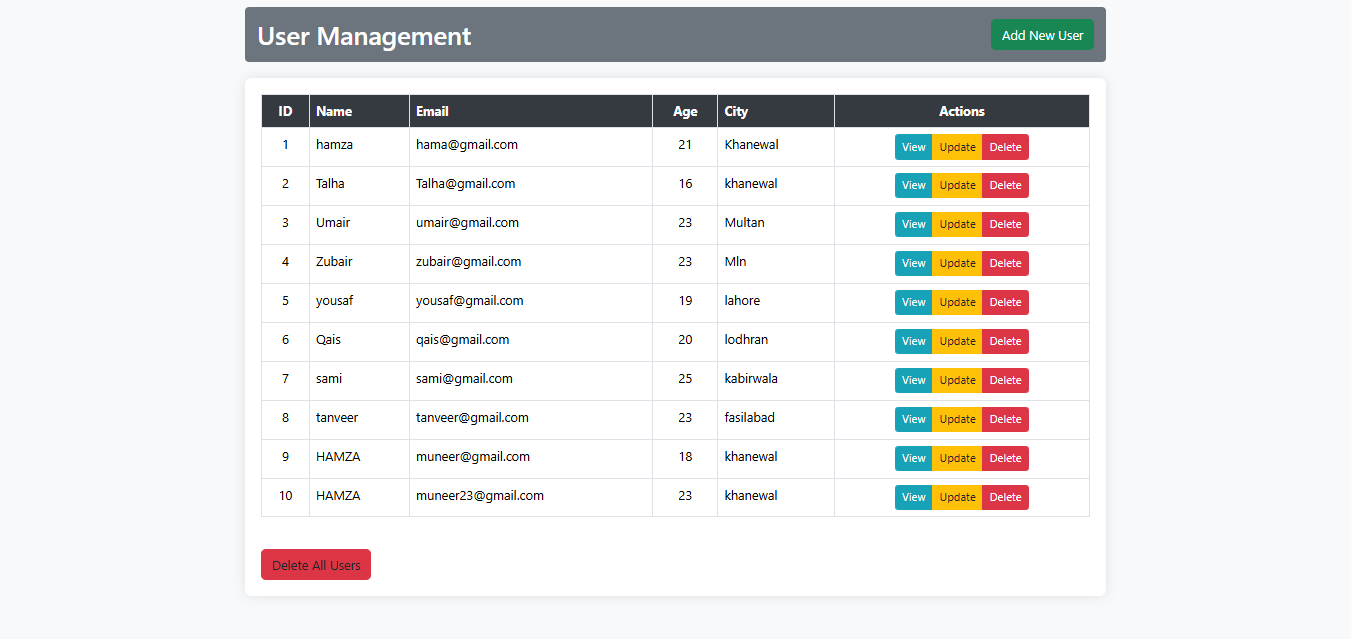 User Management Add New User
ID Name Email Age City Actions
1 hamza hama@gmail.com 21 Khanewal View Update Delete
2 Talha Talha@gmail.com 16 khanewal View Update Delete
3 Umair umair@gmail.com 23 Multan View Update Delete
4 Zubair zubair@gmail.com 23 Mln View Update Delete
5 yousaf yousaf@gmail.com 19 lahore View Update Delete
6 Qais qais@gmail.com 20 lodhran View Update Delete
7 sami sami@gmail.com 25 kabirwala View Update Delete
8 tanveer tanveer@gmail.com 23 fasilabad View Update Delete
9 HAMZA muneer@gmail.com 18 khanewal View Update Delete
10 HAMZA muneer23@gmail.com 23 khanewal View Update Delete
Delete All Users